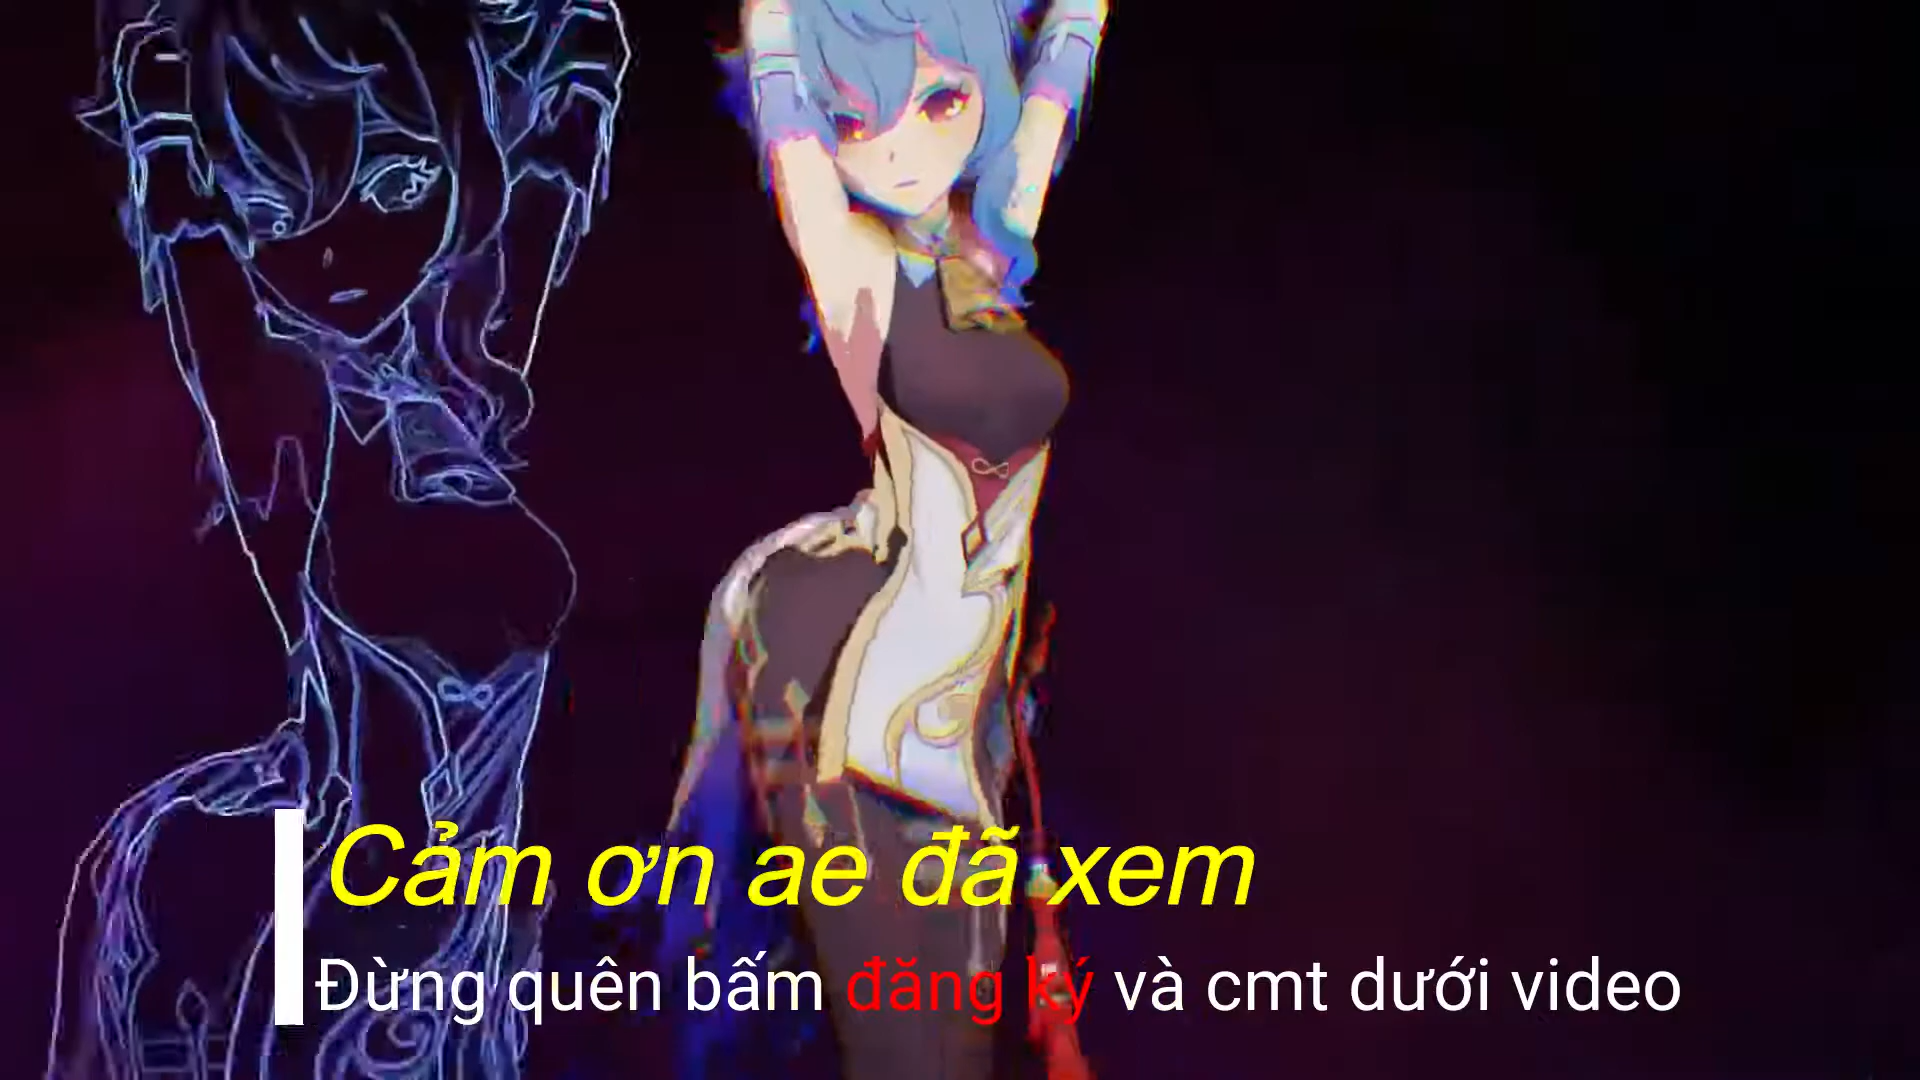 Cảm ơn ae đã xem
Đừng quên bấm đăng ký và cmt dưới video